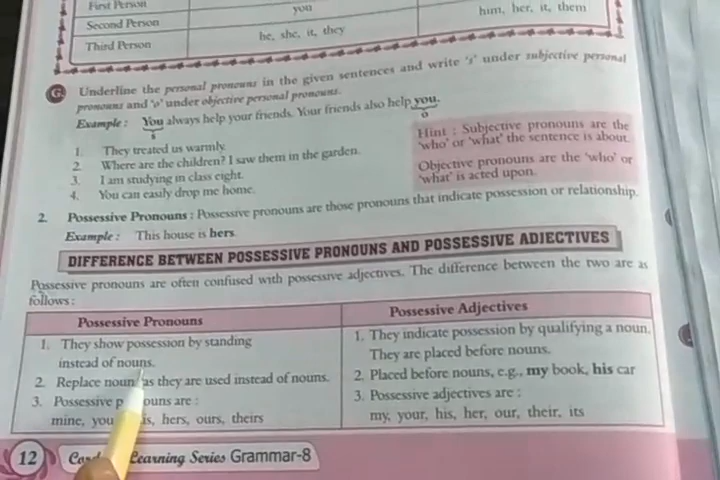 First Person
you
him, her, it, them
Second Person
he, she, it, they
Third Person
G. Underline the personal pronouns in the given sentences and write 's' under subjective personal
pronouns and 'o' under objective personal pronouns.
Example : You always help your friends. Your friends also help you.
s o
1. They treated us warmly.
2. Where are the children? I saw them in the garden.
3. I am studying in class eight.
4. You can easily drop me home.
Hint : Subjective pronouns are the
'who' or 'what' the sentence is about.
Objective pronouns are the 'who' or
'what' is acted upon.
2. Possessive Pronouns : Possessive pronouns are those pronouns that indicate possession or relationship.
Example : This house is hers.
DIFFERENCE BETWEEN POSSESSIVE PRONOUNS AND POSSESSIVE ADJECTIVES
Possessive pronouns are often confused with possessive adjectives. The difference between the two are as
follows :
Possessive Pronouns
1. They show possession by standing
instead of nouns.
2. Replace noun as they are used instead of nouns.
3. Possessive are :
mine, hers, ours, theirs
Possessive Adjectives
1. They indicate possession by qualifying a noun.
They are placed before nouns.
2. Placed before nouns, e.g., my book, his car
3. Possessive adjectives are :
my, your, his, her, our, their, its
12 Learning Series Grammar-8